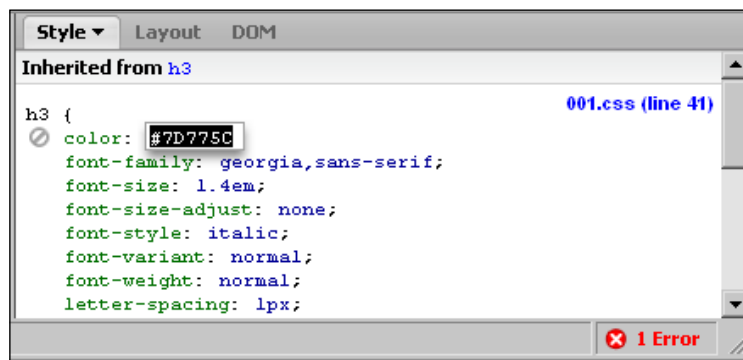 Style ▾ Layout DOM
Inherited from h3
001.css (line 41)
h3 {
color: #7D775C
font-family: georgia,sans-serif;
font-size: 1.4em;
font-size-adjust: none;
font-style: italic;
font-variant: normal;
font-weight: normal;
letter-spacing: 1px;
1 Error